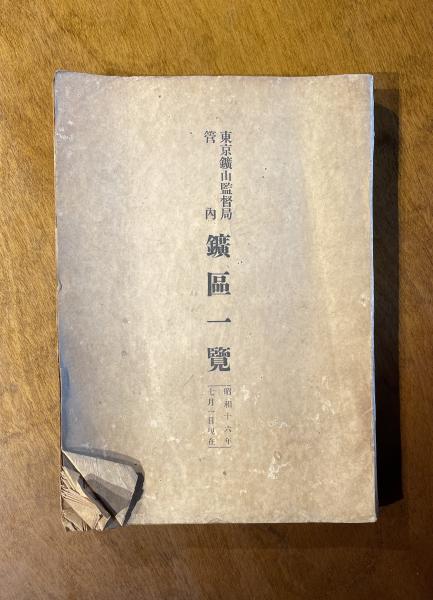 東京鑛山監督局
管內
鑛區一覽
昭和十六年
七月一日現在